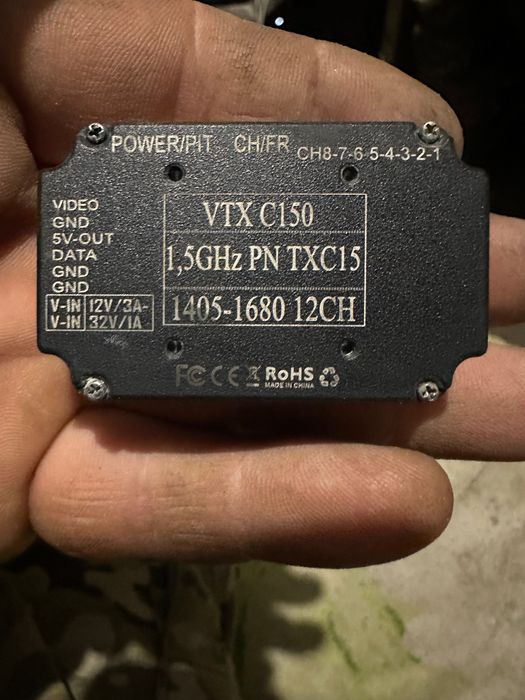 POWER/PIT CH/FR CH8-7-6 5-4-3-2-1
VIDEO
GND
5V-OUT
DATA
GND
GND
V-IN 12V/3A-
V-IN 32V/1A
VTX C150
1,5GHz PN TXC15
1405-1680 12CH
FC CE RoHS
MADE IN CHINA